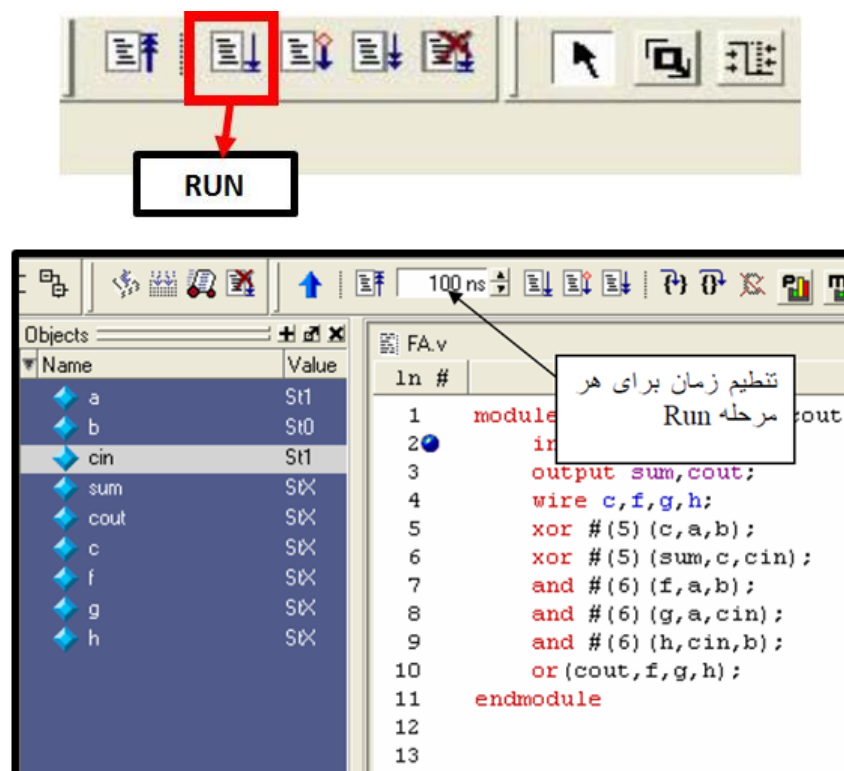 RUN
100 ns
Objects
Name Value
a St1
b St0
cin St1
sum StX
cout StX
c StX
f StX
g StX
h StX
FA.v
ln #
تنظیم زمان برای هر
مرحله Run
1 module cout
2 in
3 output sum,cout;
4 wire c,f,g,h;
5 xor #(5)(c,a,b);
6 xor #(5)(sum,c,cin);
7 and #(6)(f,a,b);
8 and #(6)(g,a,cin);
9 and #(6)(h,cin,b);
10 or(cout,f,g,h);
11 endmodule
12
13